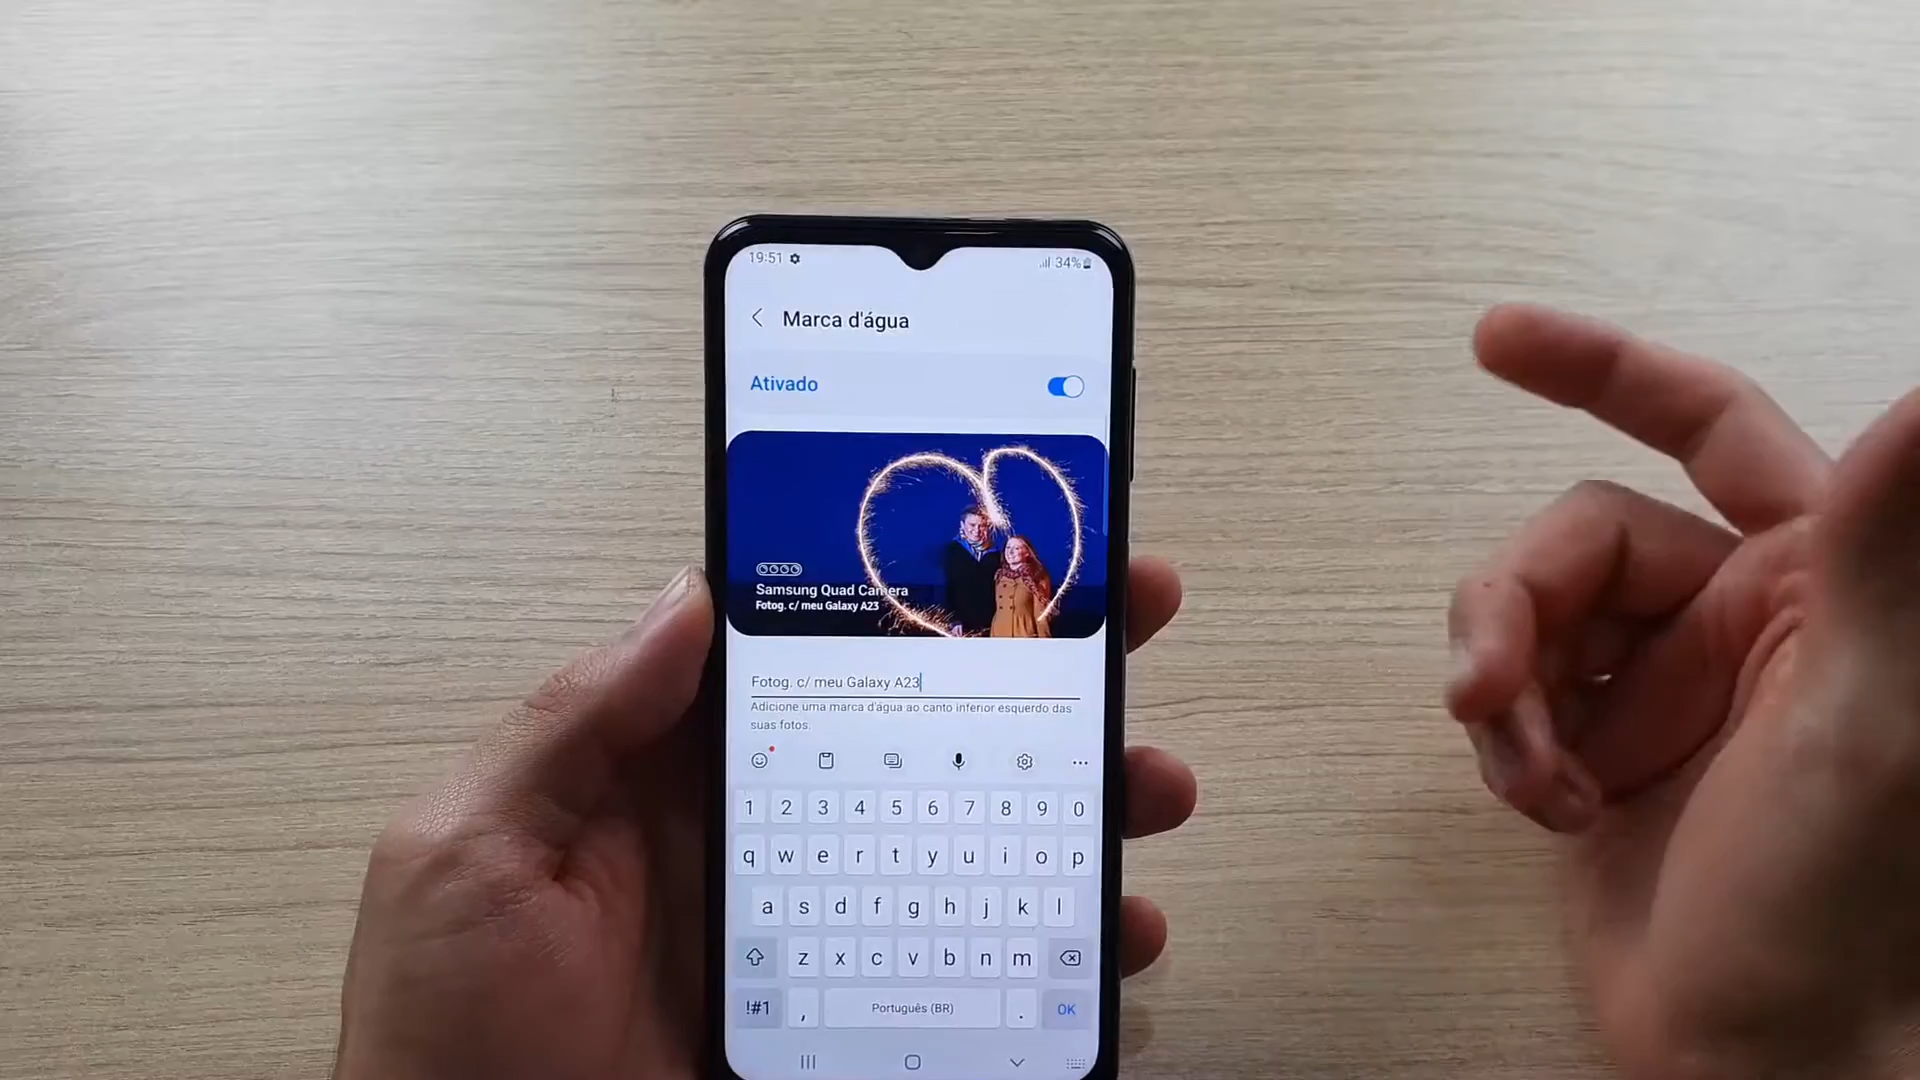 19:51
34%
Marca d'água
Ativado
Samsung Quad Camera
Fotog. c/ meu Galaxy A23
Fotog. c/ meu Galaxy A23
Adicione uma marca d'água ao canto inferior esquerdo das
suas fotos.
1 2 3 4 5 6 7 8 9 0
q w e r t y u i o p
a s d f g h j k l
z x c v b n m
!#1 , Português (BR) . OK